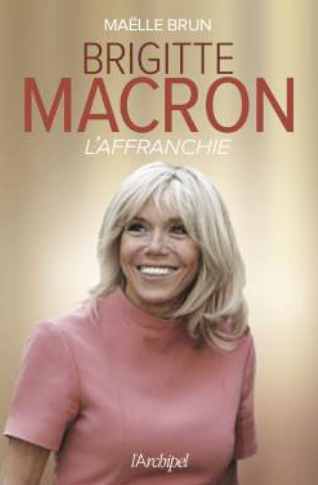 MAËLLE BRUN
BRIGITTE
MACRON
L'AFFRANCHIE
l'Archipel